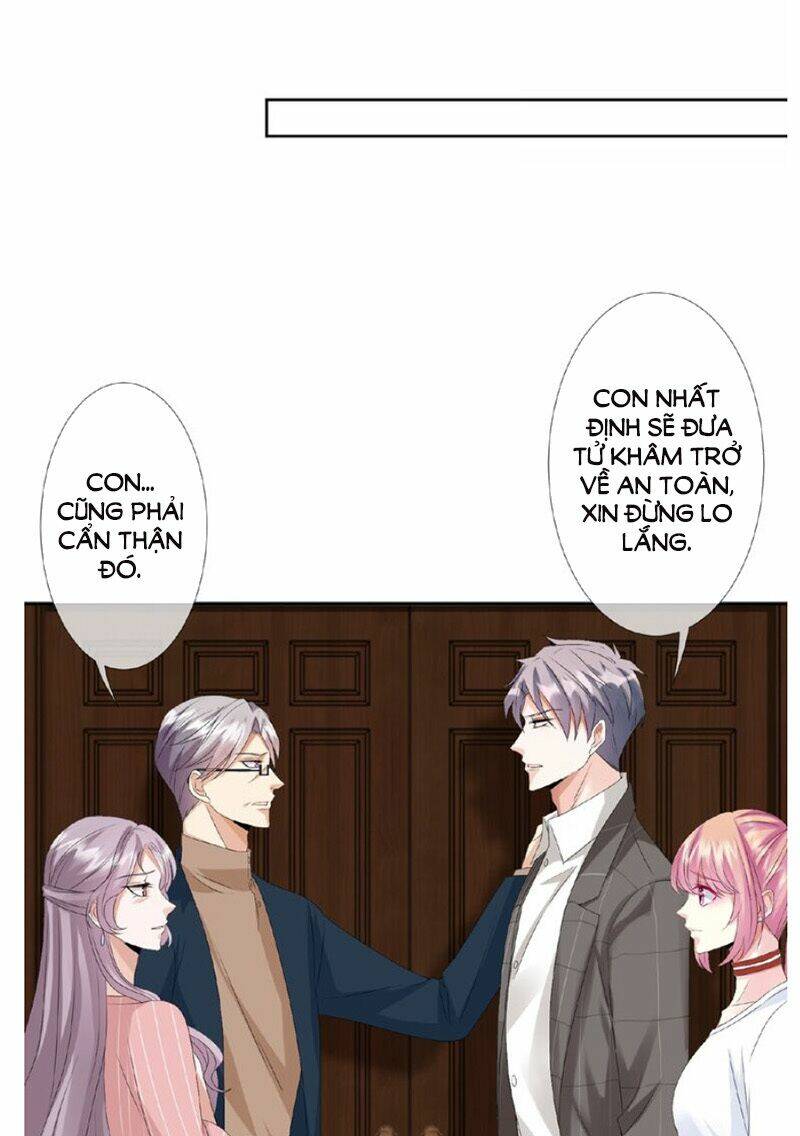 CON NHẤT
ĐỊNH SẼ ĐƯA
TỬ KHÂM TRỞ
VỀ AN TOÀN,
XIN ĐỪNG LO
LẮNG.
CON...
CŨNG PHẢI
CẨN THẬN
ĐÓ.